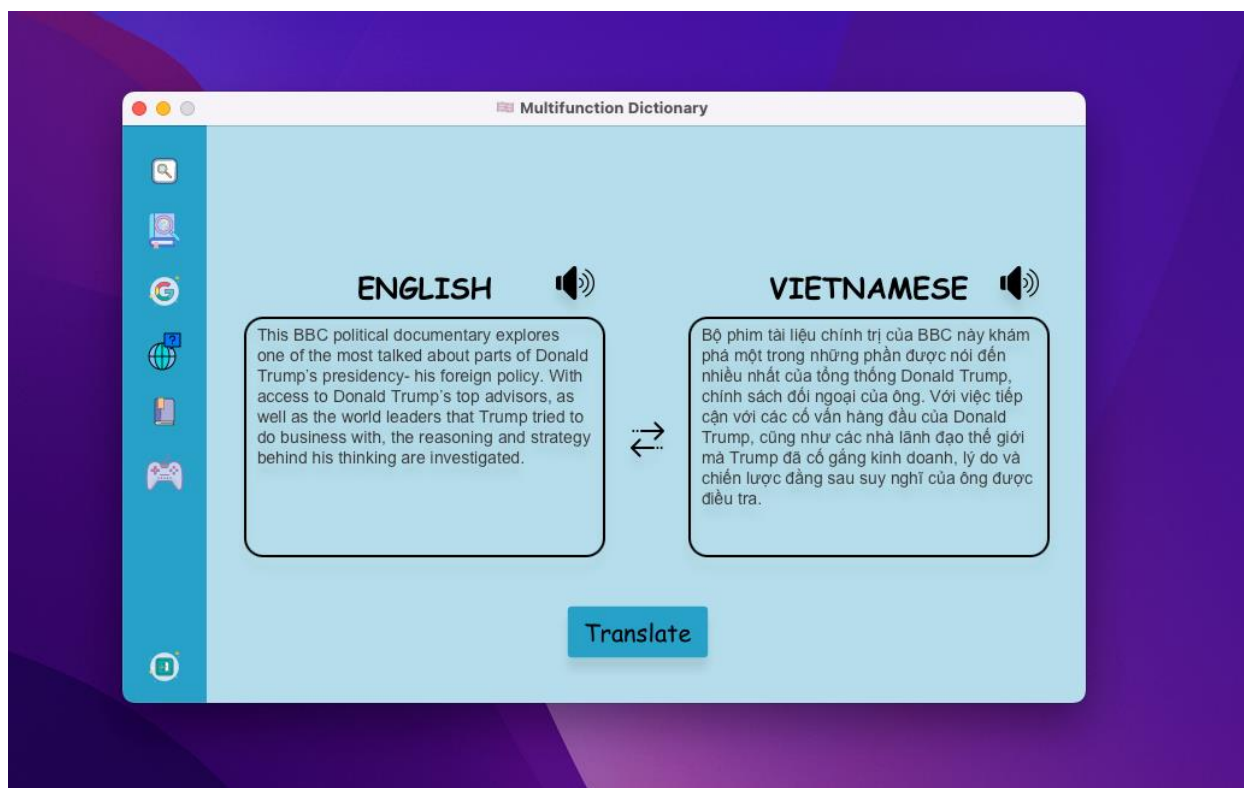 Multifunction Dictionary
ENGLISH
This BBC political documentary explores
one of the most talked about parts of Donald
Trump's presidency- his foreign policy. With
access to Donald Trump's top advisors, as
well as the world leaders that Trump tried to
do business with, the reasoning and strategy
behind his thinking are investigated.
VIETNAMESE
Bộ phim tài liệu chính trị của BBC này khám
phá một trong những phần được nói đến
nhiều nhất của tổng thống Donald Trump,
chính sách đối ngoại của ông. Với việc tiếp
cận với các cố vấn hàng đầu của Donald
Trump, cũng như các nhà lãnh đạo thế giới
mà Trump đã cố gắng kinh doanh, lý do và
chiến lược đằng sau suy nghĩ của ông được
điều tra.
Translate